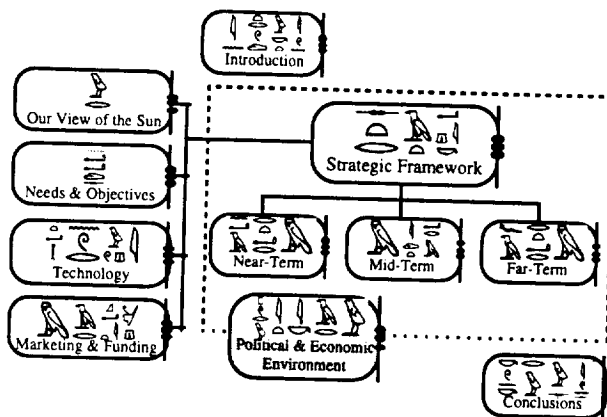 Introduction
Our View of the Sun
Strategic Framework
Needs & Objectives
Near-Term
Mid-Term
Far-Term
Technology
Marketing & Funding
Political & Economic
Environment
Conclusions